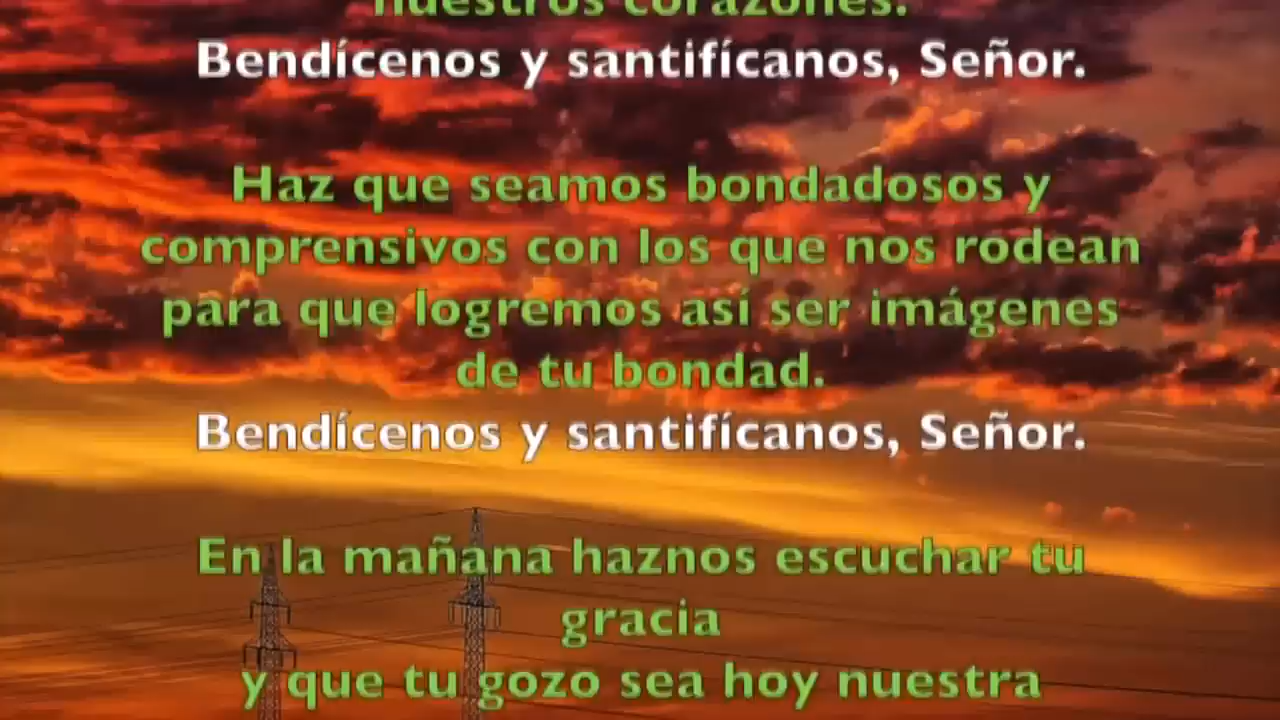 nuestros corazones.
Bendícenos y santifícanos, Señor.
Haz que seamos bondadosos y
comprensivos con los que nos rodean
para que logremos así ser imágenes
de tu bondad.
Bendícenos y santifícanos, Señor.
En la mañana haznos escuchar tu
gracia
y que tu gozo sea hoy nuestra